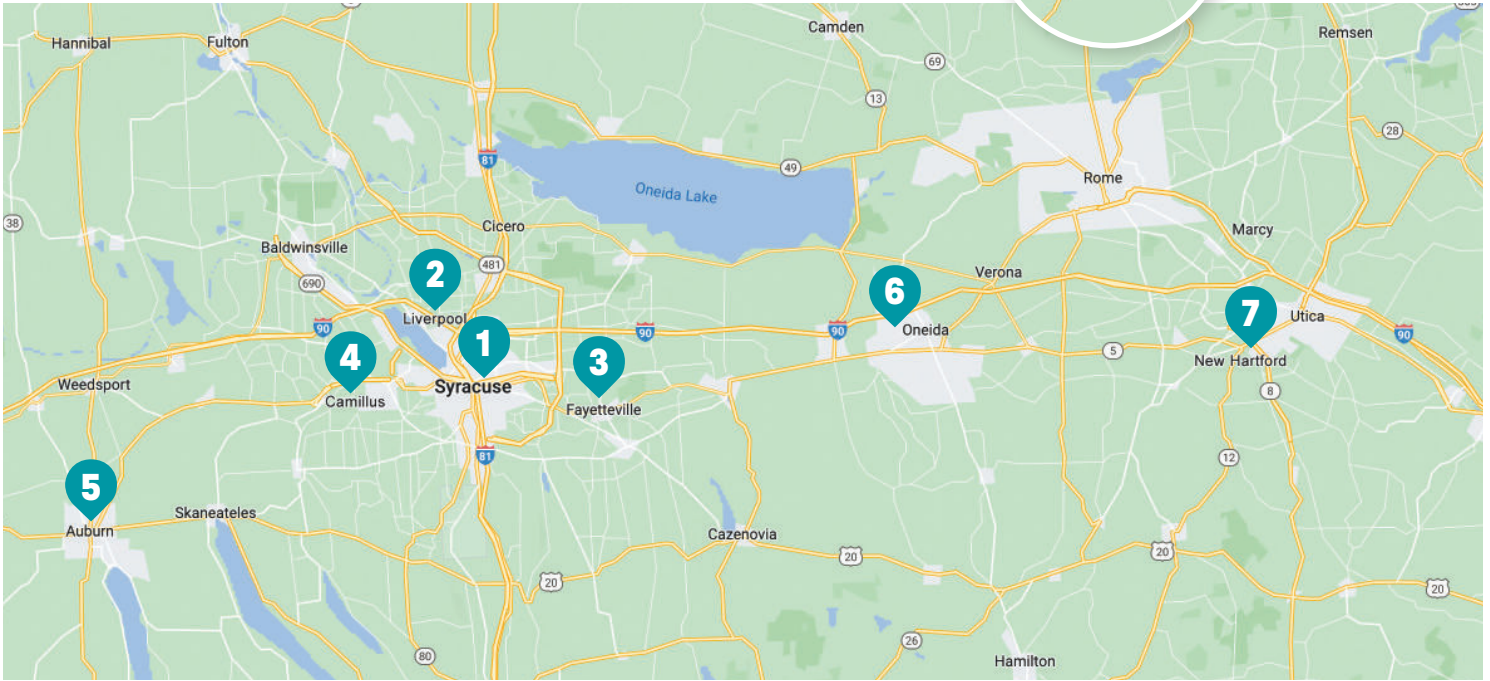 Hannibal
Fulton
Camden
Remsen
69
13
28
81
49
Oneida Lake
Rome
38
Cicero
Marcy
Baldwinsville
481
Verona
690
2
6
7
Liverpool
90
90
90
Oneida
Utica
90
1
4
3
5
New Hartford
Weedsport
Syracuse
Camillus
Fayetteville
8
81
12
5
Skaneateles
Auburn
Cazenovia
20
20
20
20
26
80
Hamilton